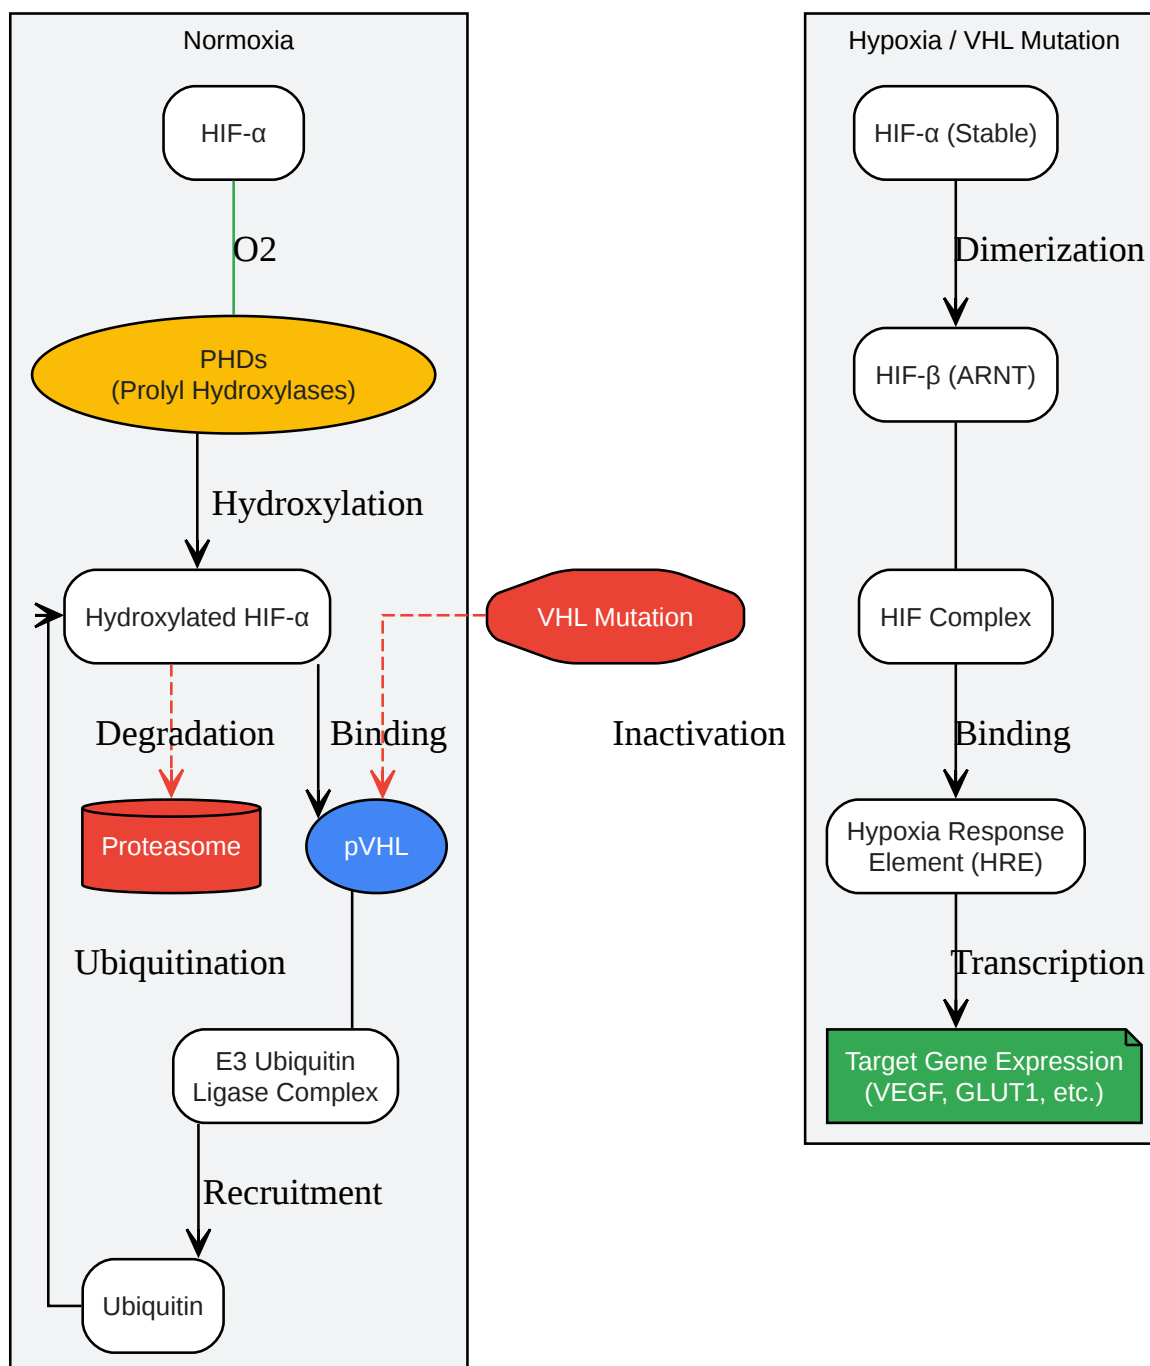 Normoxia
HIF-α
O2
PHDs
(Prolyl Hydroxylases)
Hydroxylation
Hydroxylated HIF-α
VHL Mutation
Degradation
Binding
Inactivation
Proteasome
pVHL
Ubiquitination
E3 Ubiquitin
Ligase Complex
Recruitment
Ubiquitin
Hypoxia / VHL Mutation
HIF-α (Stable)
Dimerization
HIF-β (ARNT)
HIF Complex
Binding
Hypoxia Response
Element (HRE)
Transcription
Target Gene Expression
(VEGF, GLUT1, etc.)